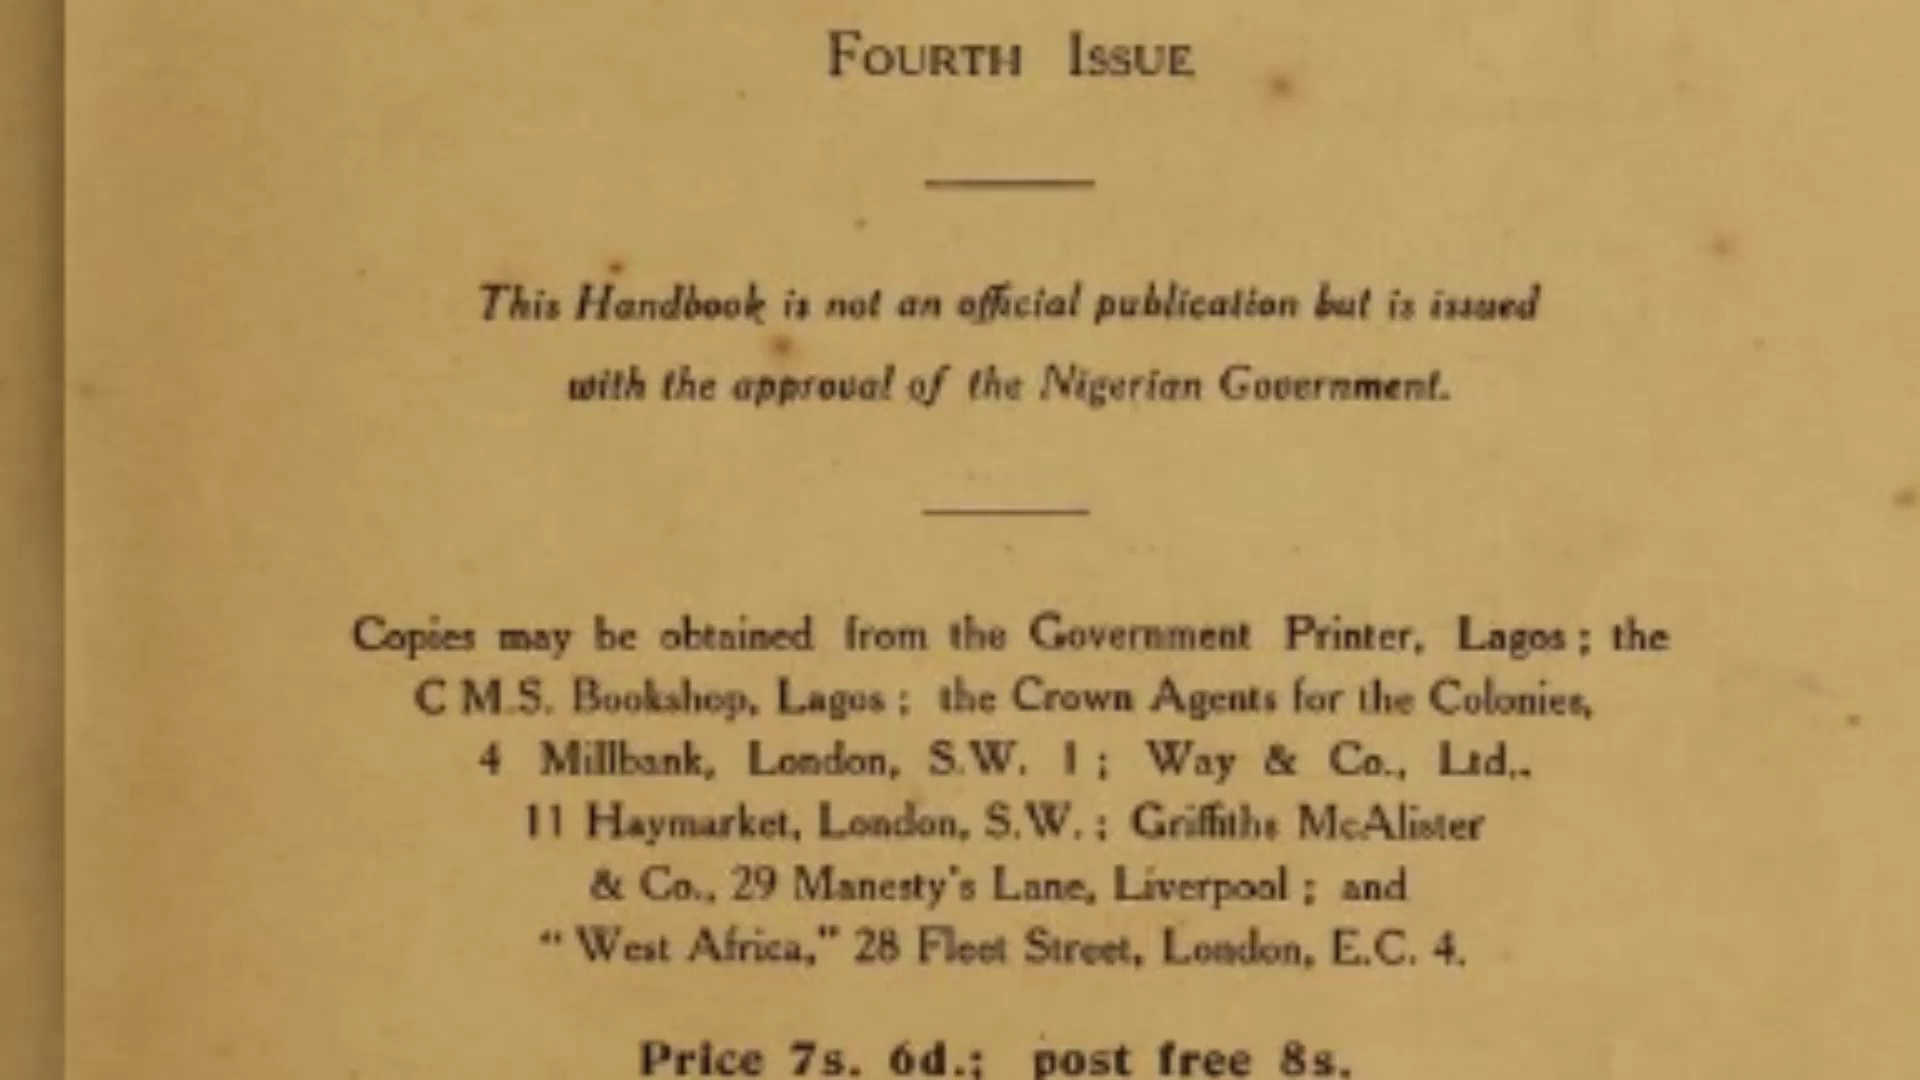 FOURTH ISSUE
This Handbook is not an official publication but is issued
with the approval of the Nigerian Government.
Copies may be obtained from the Government Printer, Lagos ; the
C M.S. Bookshop, Lagos ; the Crown Agents for the Colonies,
4 Millbank, London, S.W. 1 ; Way & Co., Ltd.,
11 Haymarket, London, S.W. ; Griffiths McAlister
& Co., 29 Manesty's Lane, Liverpool ; and
“ West Africa,” 28 Fleet Street, London, E.C. 4.
Price 7s. 6d.; post free 8s.